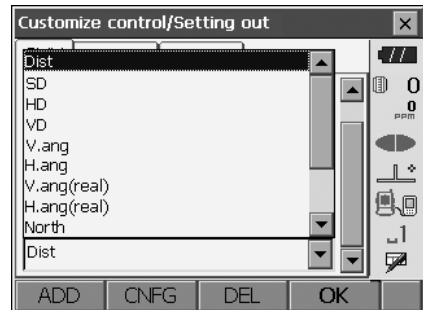 Customize control/Setting out
Dist
SD
HD
VD
V.ang
H.ang
V.ang(real)
H.ang(real)
North
Dist
0
0
PPM
1
ADD CNFG DEL OK